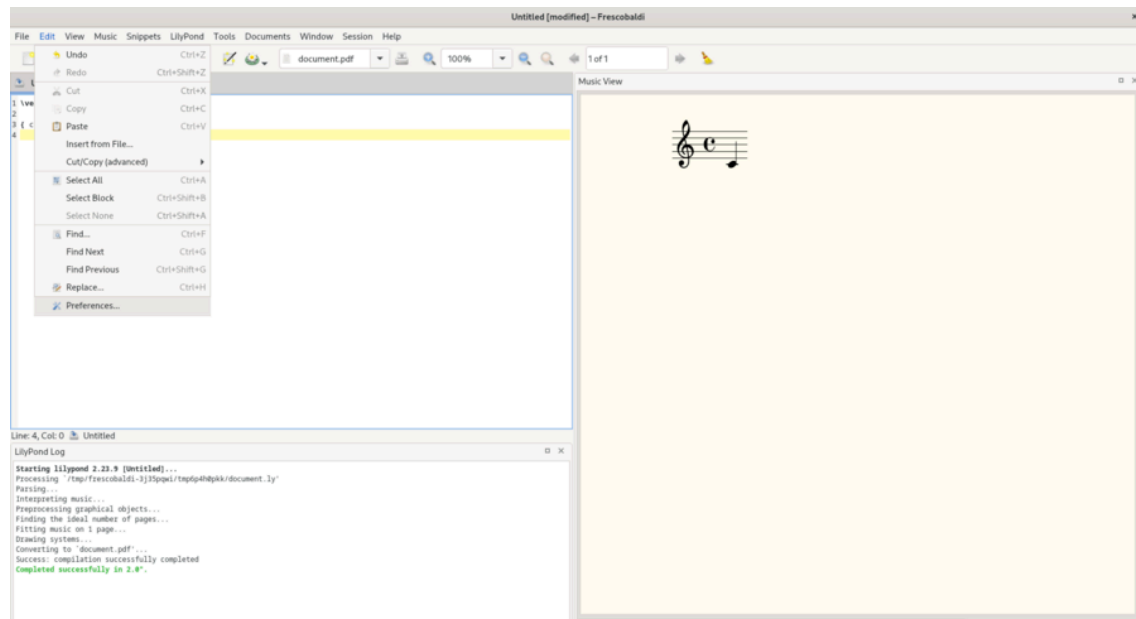 Untitled [modified] – Frescobaldi
File Edit View Music Snippets LilyPond Tools Documents Window Session Help
document.pdf 100% 1 of 1
Undo Ctrl+Z
Redo Ctrl+Shift+Z
Cut Ctrl+X
Copy Ctrl+C
Paste Ctrl+V
Insert from File...
Cut/Copy (advanced)
Select All Ctrl+A
Select Block Ctrl+Shift+B
Select None Ctrl+Shift+A
Find... Ctrl+F
Find Next Ctrl+G
Find Previous Ctrl+Shift+G
Replace... Ctrl+H
Preferences...
1 \ve
2
3 { c
4
Line: 4, Col: 0 Untitled
LilyPond Log
Starting lilypond 2.23.9 [Untitled]...
Processing `/tmp/frescobaldi-3j35pqwi/tmp6p4h0pkk/document.ly'
Parsing...
Interpreting music...
Preprocessing graphical objects...
Finding the ideal number of pages...
Fitting music on 1 page...
Drawing systems...
Converting to `document.pdf'...
Success: compilation successfully completed
Completed successfully in 2.0".
Music View